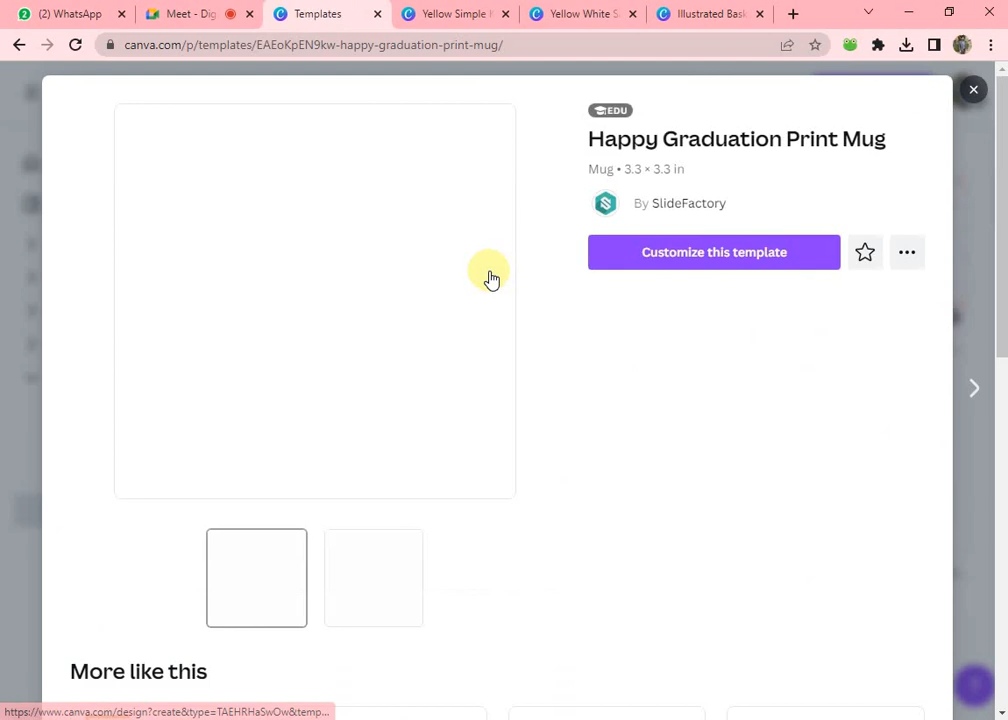 (2) WhatsApp
Meet - Dig
Templates
Yellow Simple
Yellow White S
Illustrated Bask
canva.com/p/templates/EAEoKpEN9kw-happy-graduation-print-mug/
EDU
Happy Graduation Print Mug
Mug • 3.3 × 3.3 in
By SlideFactory
Customize this template
More like this
https://www.canva.com/design?create&type=TAEHRHaSwOw&temp...